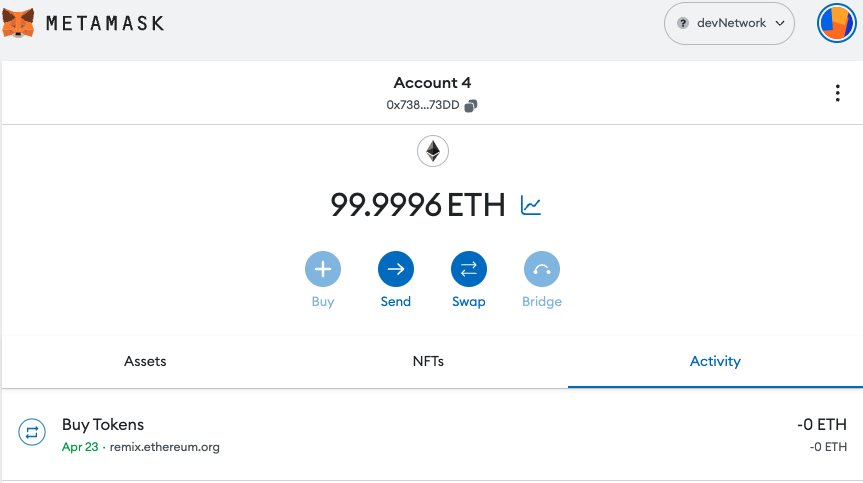 METAMASK
? devNetwork
Account 4
0x738...73DD
99.9996 ETH
Buy Send Swap Bridge
Assets NFTs Activity
Buy Tokens -0 ETH
Apr 23 · remix.ethereum.org -0 ETH